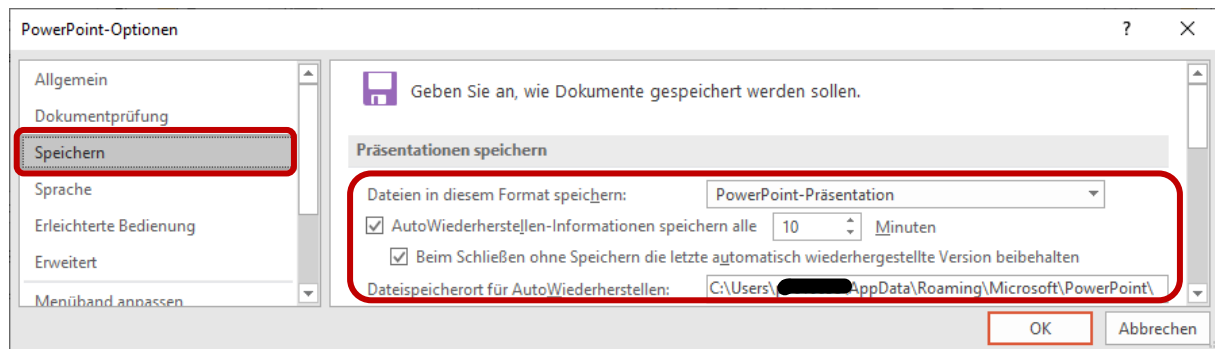 PowerPoint-Optionen ?
Allgemein
Dokumentprüfung
Speichern
Sprache
Erleichterte Bedienung
Erweitert
Menüband anpassen
Geben Sie an, wie Dokumente gespeichert werden sollen.
Präsentationen speichern
Dateien in diesem Format speichern: PowerPoint-Präsentation
AutoWiederherstellen-Informationen speichern alle 10 Minuten
Beim Schließen ohne Speichern die letzte automatisch wiederhergestellte Version beibehalten
Dateispeicherort für AutoWiederherstellen: C:\Users\ AppData\Roaming\Microsoft\PowerPoint\
OK Abbrechen